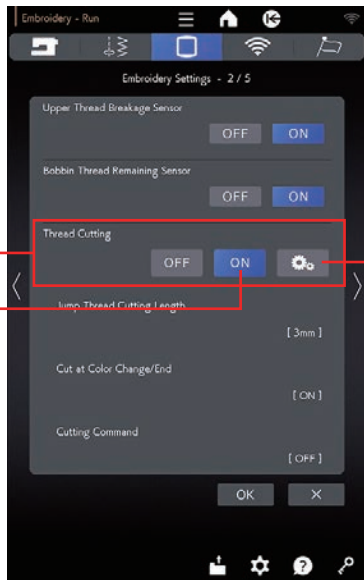 Embroidery - Run
Embroidery Settings - 2 / 5
Upper Thread Breakage Sensor
OFF ON
Bobbin Thread Remaining Sensor
OFF ON
Thread Cutting
OFF ON
Jump Thread Cutting Length
[ 3mm ]
Cut at Color Change/End
[ ON ]
Cutting Command
[ OFF ]
OK X